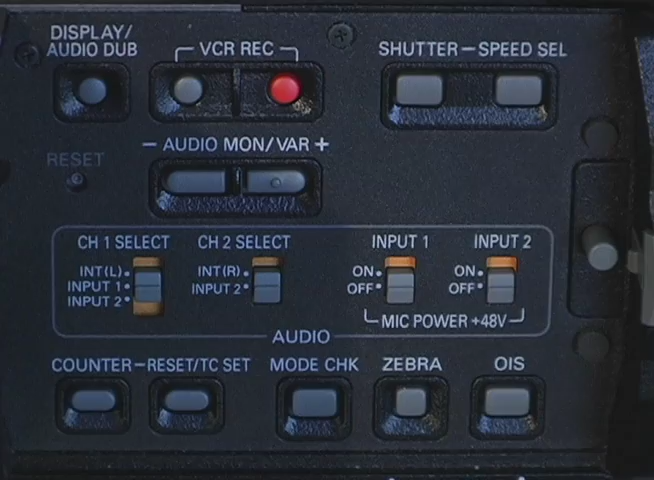 DISPLAY/
AUDIO DUB
VCR REC
SHUTTER – SPEED SEL
– AUDIO MON/VAR +
RESET
CH 1 SELECT
CH 2 SELECT
INPUT 1
INPUT 2
INT(L)
INPUT 1
INPUT 2
INT(R)
INPUT 2
ON
OFF
ON
OFF
MIC POWER +48V
AUDIO
COUNTER – RESET/TC SET
MODE CHK
ZEBRA
OIS